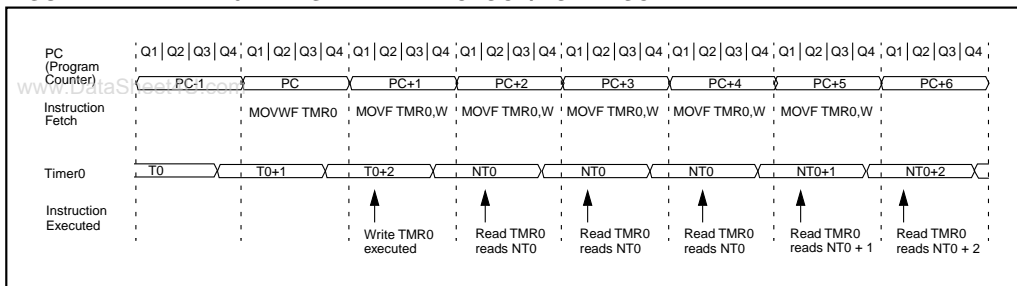 PC
(Program
Counter)
Q1 Q2 Q3 Q4 Q1 Q2 Q3 Q4 Q1 Q2 Q3 Q4 Q1 Q2 Q3 Q4 Q1 Q2 Q3 Q4 Q1 Q2 Q3 Q4 Q1 Q2 Q3 Q4 Q1 Q2 Q3 Q4
PC-1 PC PC+1 PC+2 PC+3 PC+4 PC+5 PC+6
Instruction
Fetch
MOVWF TMR0 MOVF TMR0,W MOVF TMR0,W MOVF TMR0,W MOVF TMR0,W MOVF TMR0,W
Timer0
T0 T0+1 T0+2 NT0 NT0 NT0 NT0+1 NT0+2
Instruction
Executed
Write TMR0 Read TMR0 Read TMR0 Read TMR0 Read TMR0 Read TMR0
executed reads NT0 reads NT0 reads NT0 reads NT0 + 1 reads NT0 + 2